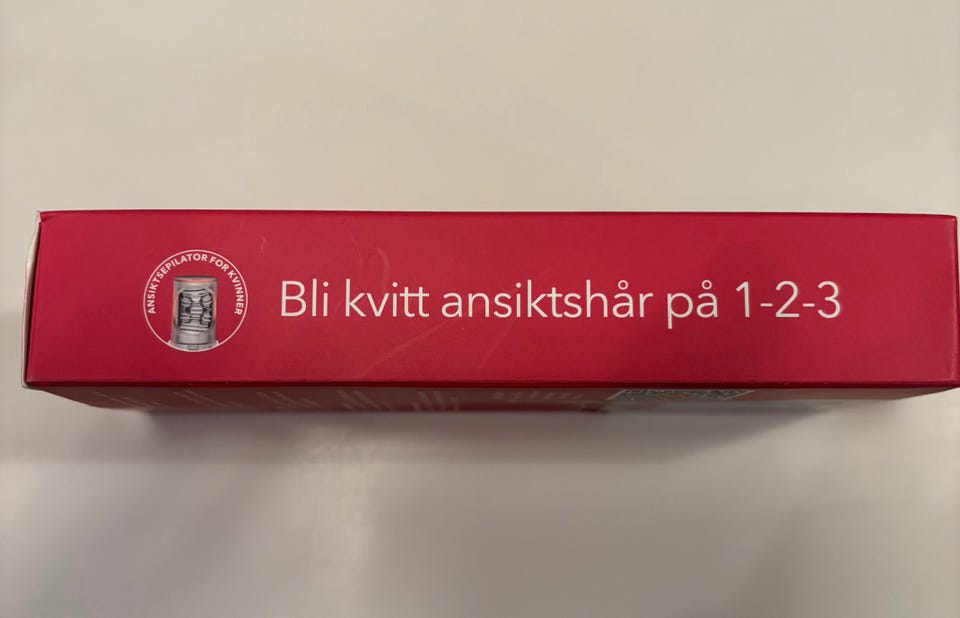 ANSIKTSEPILATOR FOR KVINNER
Bli kvitt ansiktshår på 1-2-3